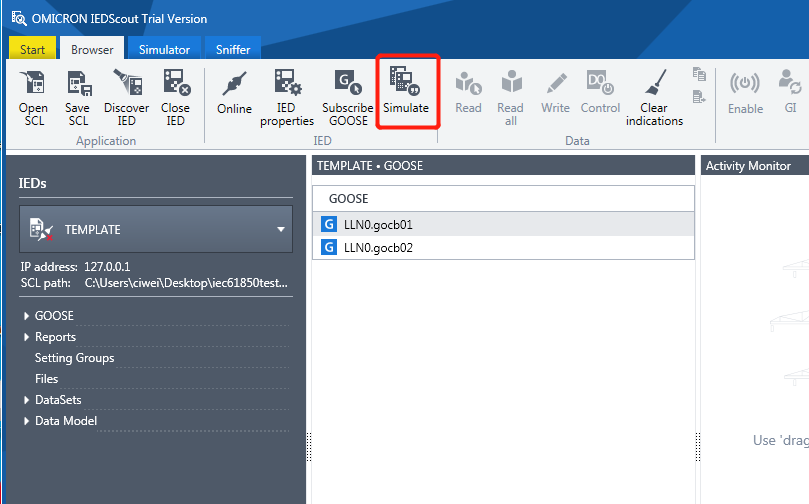 OMICRON IEDScout Trial Version
Start
Browser
Simulator
Sniffer
Open
SCL
Save
SCL
Discover
IED
Close
IED
Application
Online
IED
properties
Subscribe
GOOSE
Simulate
IED
Read
Read
all
Write
Control
Clear
indications
Data
Enable
GI
IEDs
TEMPLATE
IP address: 127.0.0.1
SCL path: C:\Users\ciwei\Desktop\iec61850test...
GOOSE
Reports
Setting Groups
Files
DataSets
Data Model
TEMPLATE • GOOSE
GOOSE
G LLN0.gocb01
G LLN0.gocb02
Activity Monitor
Use 'drag